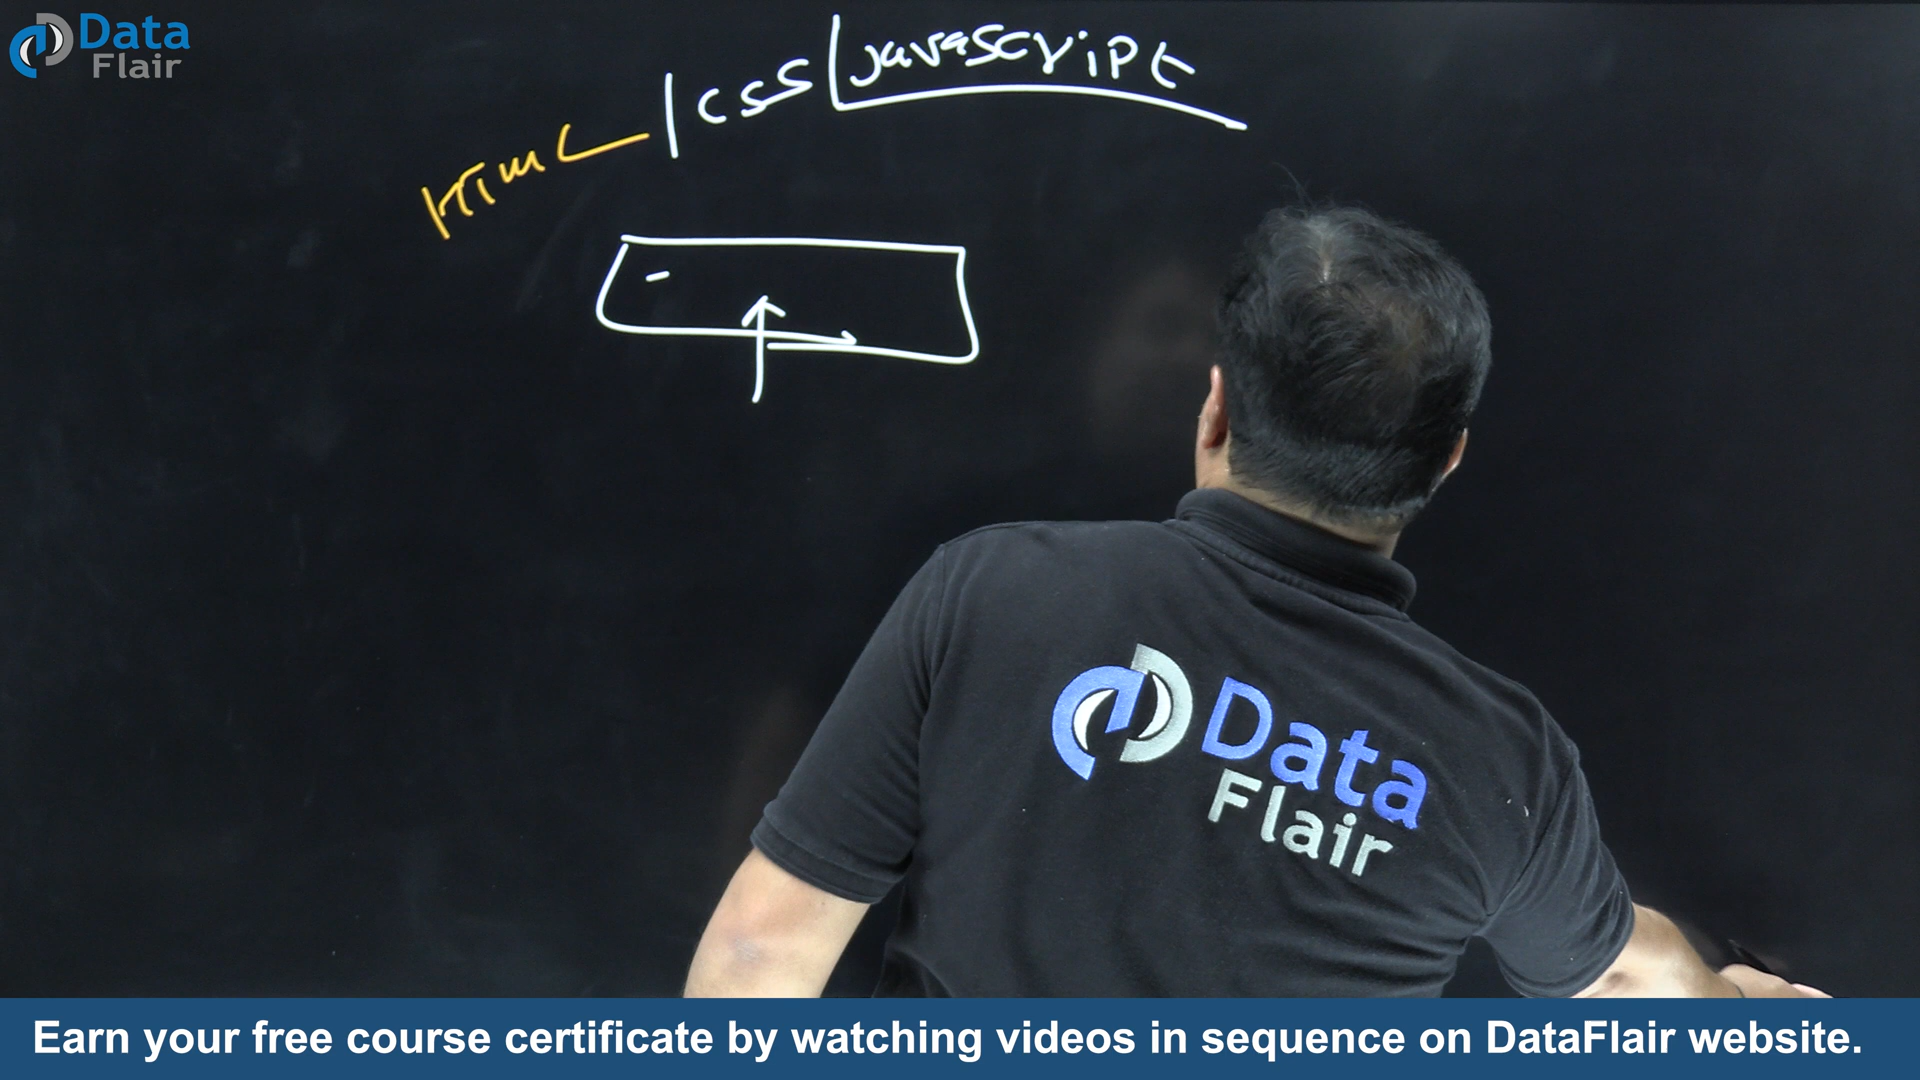 Data
Flair
HTML | CSS | Javascript
Data
Flair
Earn your free course certificate by watching videos in sequence on DataFlair website.